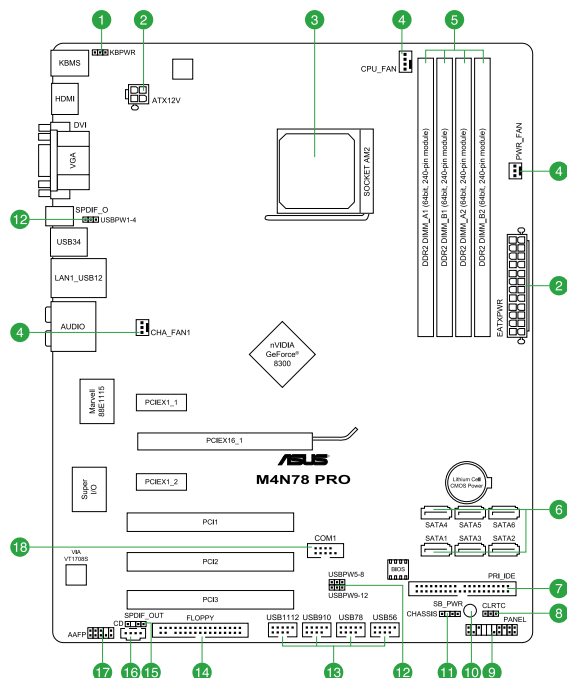 1
2
3
4
5
KBPWR
KBMS
ATX12V
CPU_FAN
HDMI
DVI
VGA
SOCKET AM2
DDR2 DIMM_A1 (64bit, 240-pin module)
DDR2 DIMM_B1 (64bit, 240-pin module)
DDR2 DIMM_A2 (64bit, 240-pin module)
DDR2 DIMM_B2 (64bit, 240-pin module)
PWR_FAN
4
SPDIF_O
12
USBPW1-4
USB34
LAN1_USB12
EATXPWR
2
4
AUDIO
CHA_FAN1
nVIDIA
GeForce®
8300
Marvell
88E1115
PCIEX1_1
PCIEX16_1
ASUS
M4N78 PRO
Super
I/O
PCIEX1_2
Lithium Cell
CMOS Power
SATA4
SATA5
SATA6
6
PCI1
SATA1
SATA3
SATA2
18
COM1
VIA
VT1708S
PCI2
BIOS
USBPW5-8
USBPW9-12
PRI_IDE
7
PCI3
SB_PWR
CHASSIS
CLRTC
8
PANEL
SPDIF_OUT
CD
AAFP
FLOPPY
USB1112
USB910
USB78
USB56
17
16
15
14
13
12
11
10
9